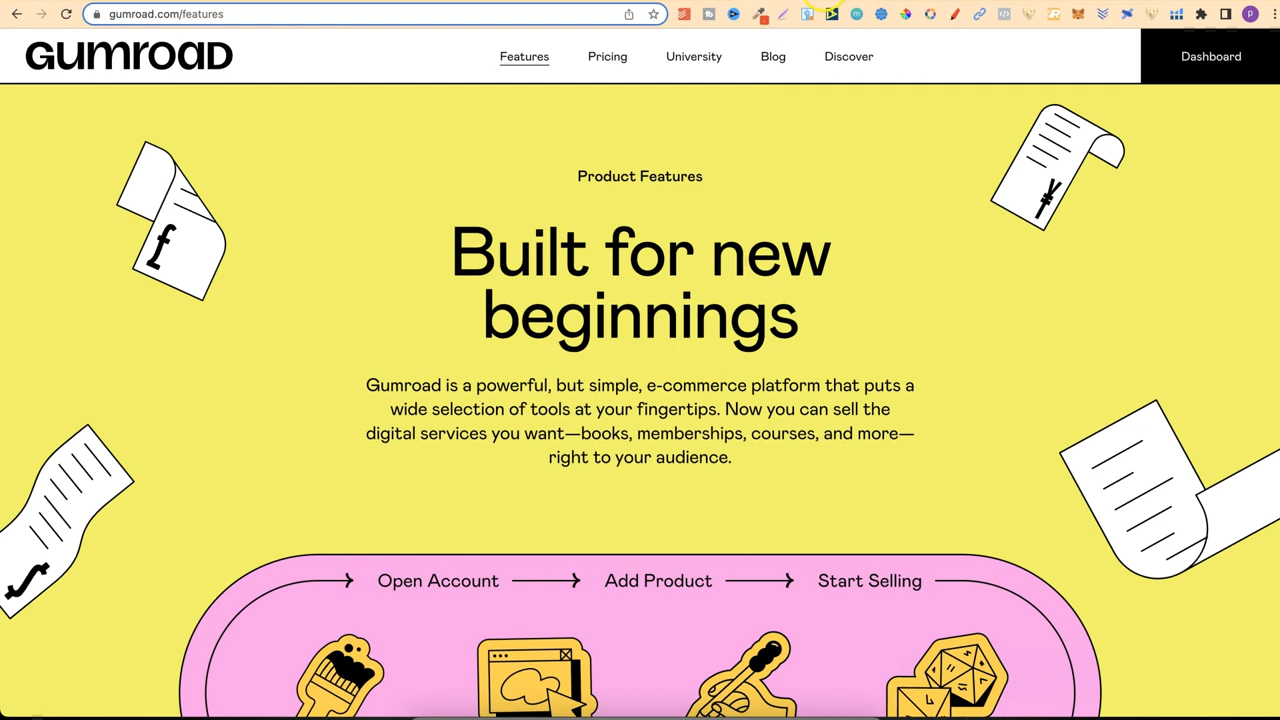 gumroad.com/features
GUMROAD
Features
Pricing
University
Blog
Discover
Dashboard
Product Features
Built for new
beginnings
Gumroad is a powerful, but simple, e-commerce platform that puts a
wide selection of tools at your fingertips. Now you can sell the
digital services you want—books, memberships, courses, and more—
right to your audience.
£
¥
$
Open Account
Add Product
Start Selling